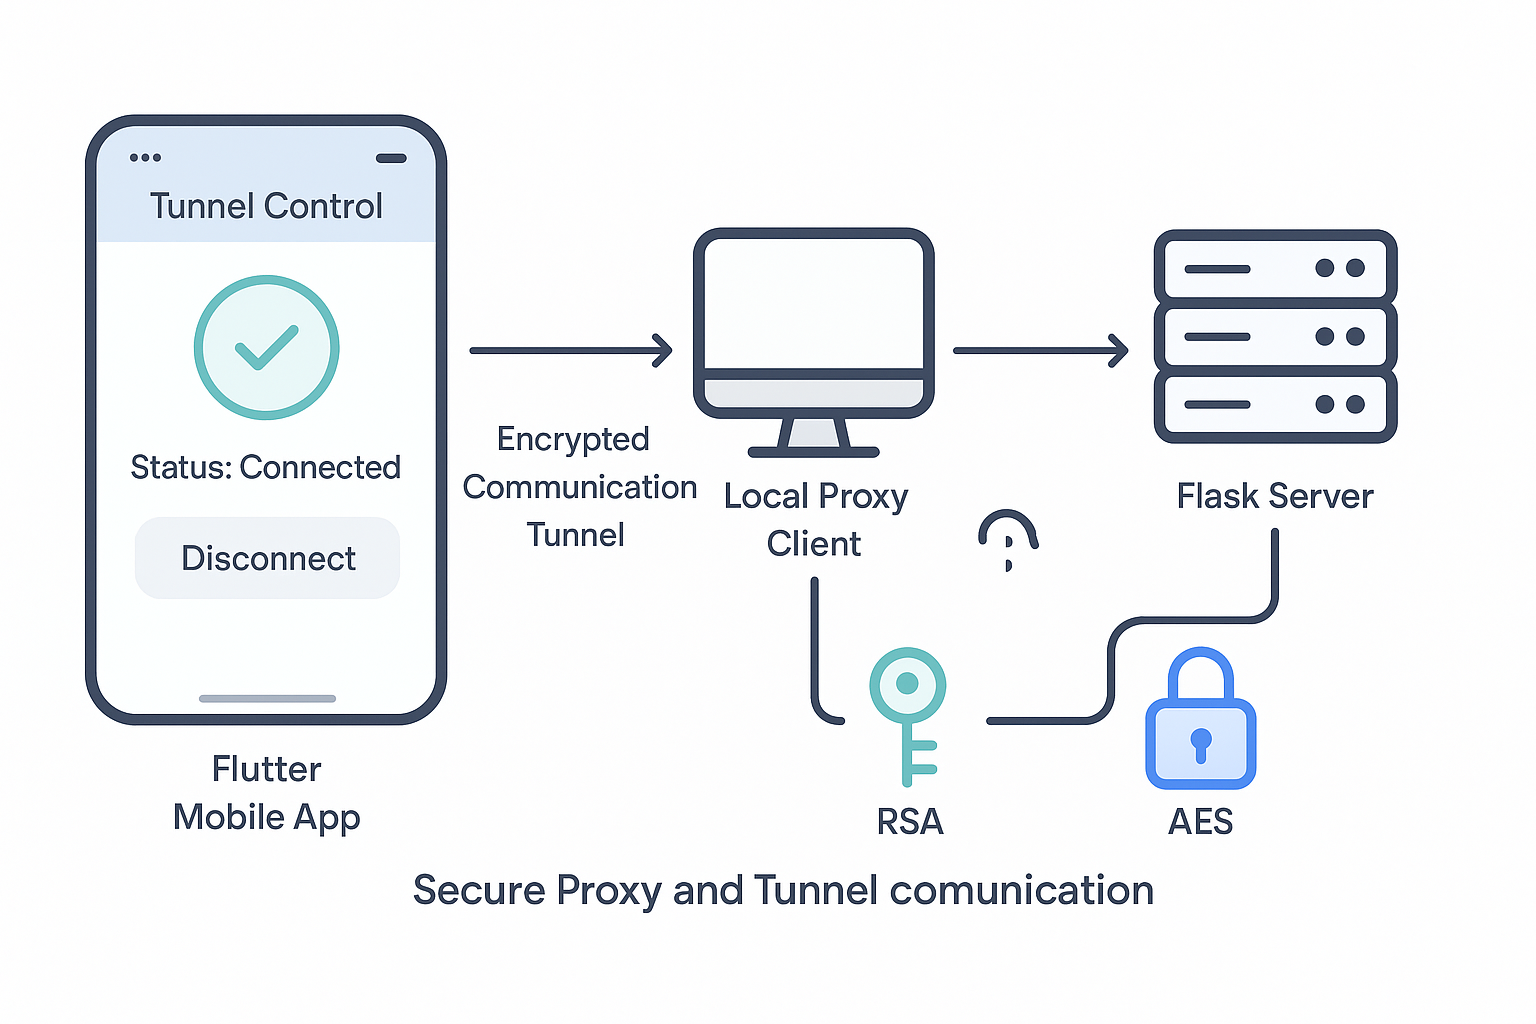 Tunnel Control
Status: Connected
Disconnect
Flutter
Mobile App
Encrypted
Communication
Tunnel
Local Proxy
Client
Flask Server
RSA
AES
Secure Proxy and Tunnel comunication